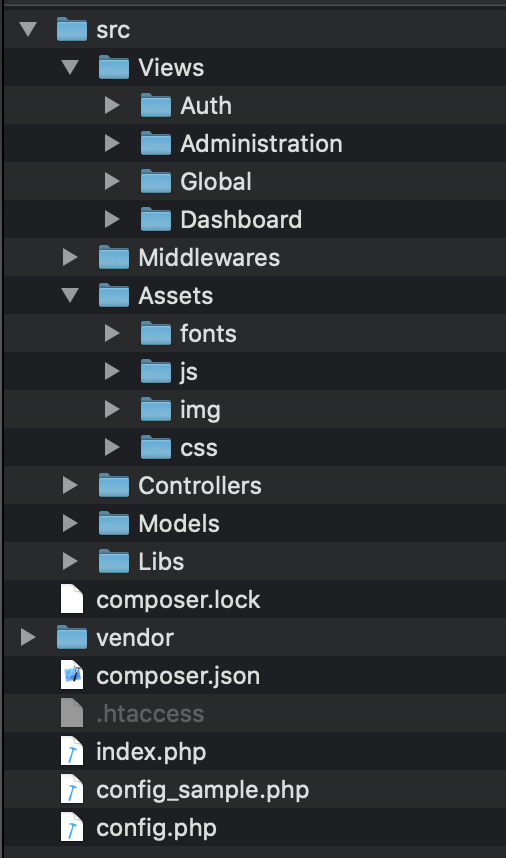 src
Views
Auth
Administration
Global
Dashboard
Middlewares
Assets
fonts
js
img
css
Controllers
Models
Libs
composer.lock
vendor
composer.json
.htaccess
index.php
config_sample.php
config.php